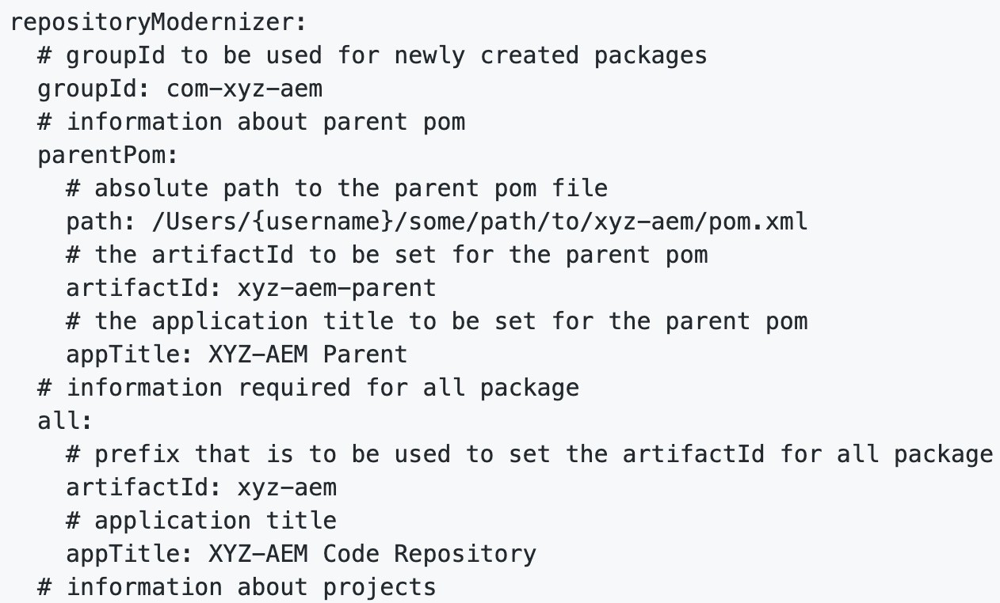 repositoryModernizer:
  # groupId to be used for newly created packages
  groupId: com-xyz-aem
  # information about parent pom
  parentPom:
    # absolute path to the parent pom file
    path: /Users/{username}/some/path/to/xyz-aem/pom.xml
    # the artifactId to be set for the parent pom
    artifactId: xyz-aem-parent
    # the application title to be set for the parent pom
    appTitle: XYZ-AEM Parent
  # information required for all package
  all:
    # prefix that is to be used to set the artifactId for all package
    artifactId: xyz-aem
    # application title
    appTitle: XYZ-AEM Code Repository
  # information about projects